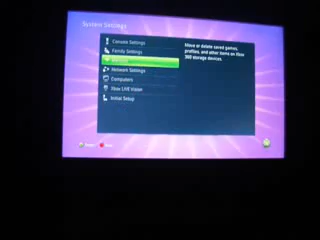 System Settings
Console Settings
Family Settings
Move or delete saved games,
profiles, and other items on Xbox
360 storage devices.
Network Settings
Computers
Xbox LIVE Vision
Initial Setup